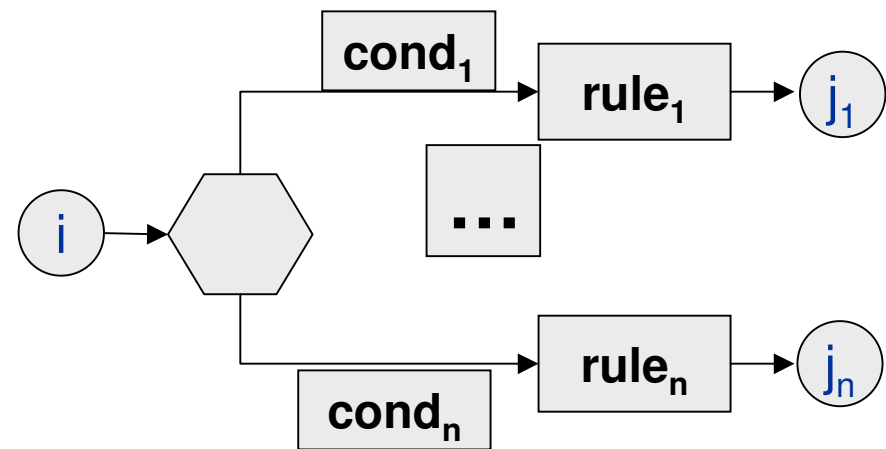 cond₁
rule₁
j₁
...
i
ruleₙ
jₙ
condₙ